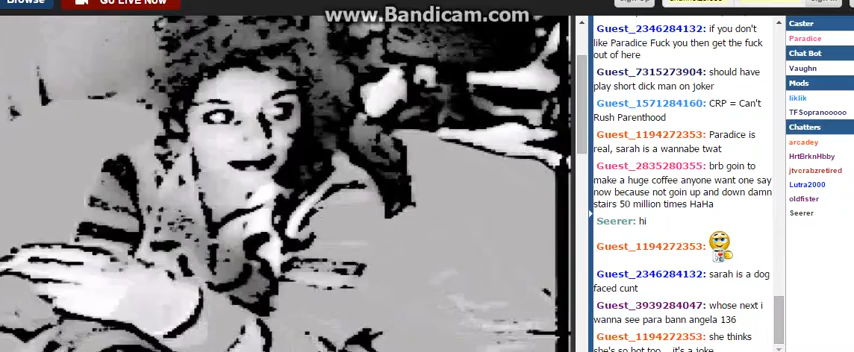 Browse
GO LIVE NOW
www.Bandicam.com
Guest_2346284132: if you don't
like Paradice Fuck you then get the fuck
out of here
Guest_7315273904: should have
play short dick man on joker
Guest_1571284160: CRP = Can't
Rush Parenthood
Guest_1194272353: Paradice is
real, sarah is a wannabe twat
Guest_2835280355: brb goin to
make a huge coffee anyone want one say
now because not goin up and down damn
stairs 50 million times HaHa
Seerer: hi
Guest_1194272353:
Guest_2346284132: sarah is a dog
faced cunt
Guest_3939284047: whose next i
wanna see para bann angela 136
Guest_1194272353: she thinks
she's so hot too... it's a joke
Caster
Paradice
Chat Bot
Vaughn
Mods
liklik
TFSopranooooo
Chatters
arcadey
HrtBrknHbby
jtvcrabzretired
Lutra2000
oldfister
Seerer